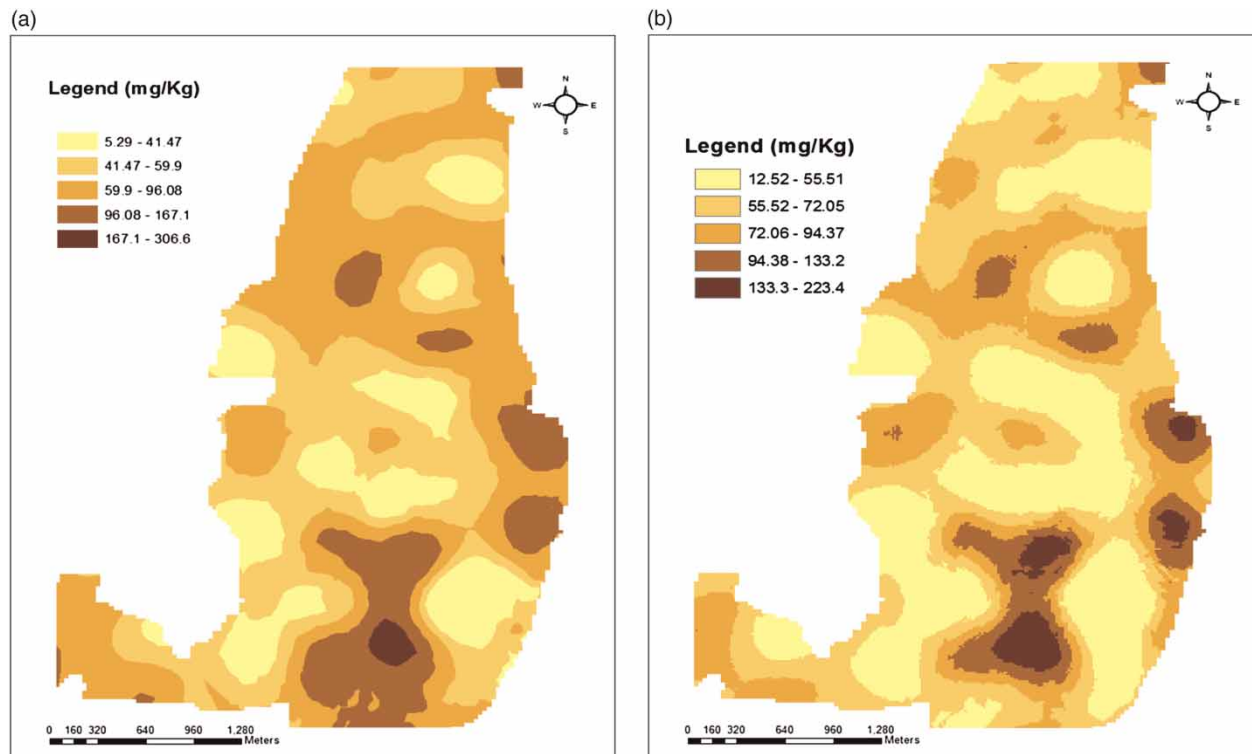 (a)
Legend (mg/Kg)
5.29 - 41.47
41.47 - 59.9
59.9 - 96.08
96.08 - 167.1
167.1 - 306.6
N
W E
S
0 160 320 640 960 1,280
Meters
(b)
Legend (mg/Kg)
12.52 - 55.51
55.52 - 72.05
72.06 - 94.37
94.38 - 133.2
133.3 - 223.4
N
W E
S
0 160 320 640 960 1,280
Meters